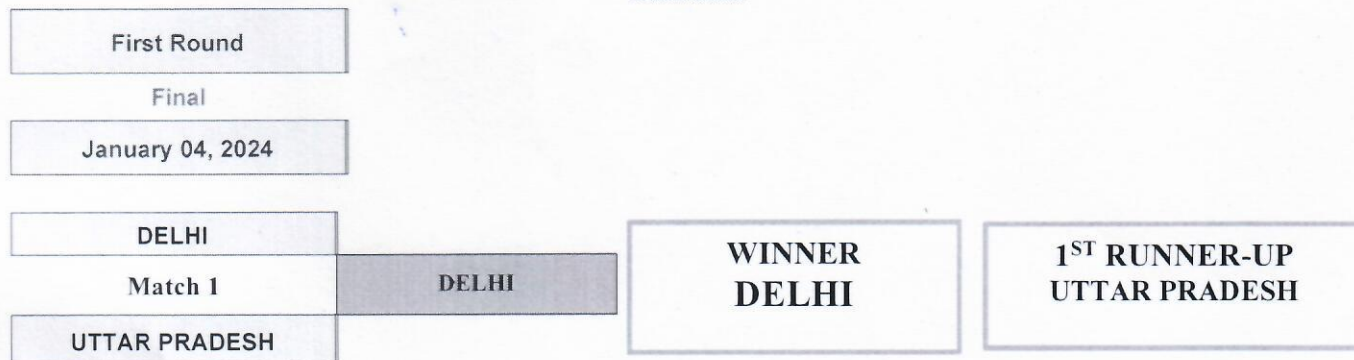 First Round
Final
January 04, 2024
DELHI
Match 1
UTTAR PRADESH
DELHI
WINNER
DELHI
1ST RUNNER-UP
UTTAR PRADESH